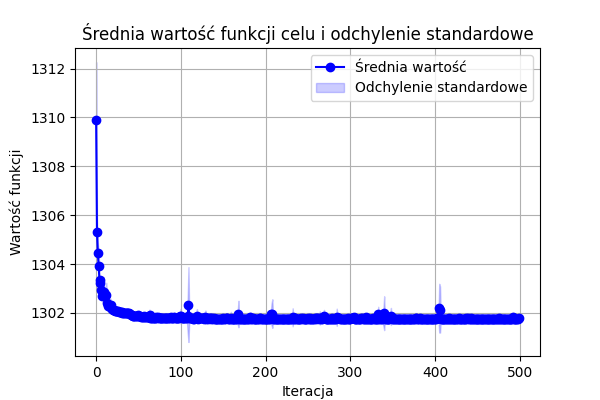 Średnia wartość funkcji celu i odchylenie standardowe
Średnia wartość
Odchylenie standardowe
Wartość funkcji
1312
1310
1308
1306
1304
1302
0 100 200 300 400 500
Iteracja